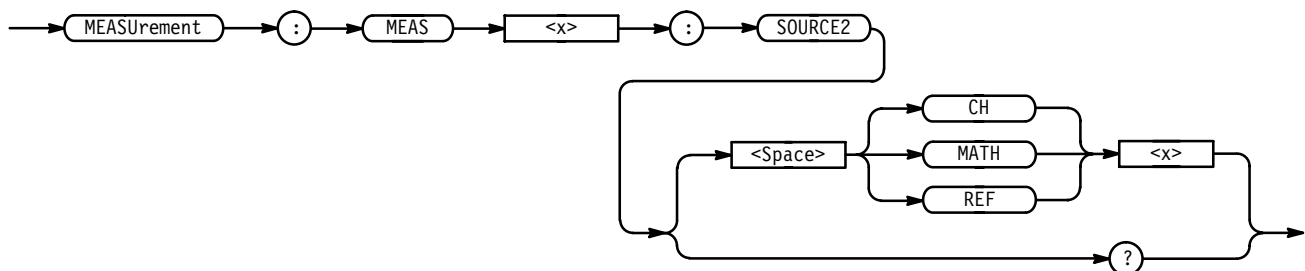 MEASUrement : MEAS <x> : SOURCE2
CH
<Space> MATH <x>
REF
?